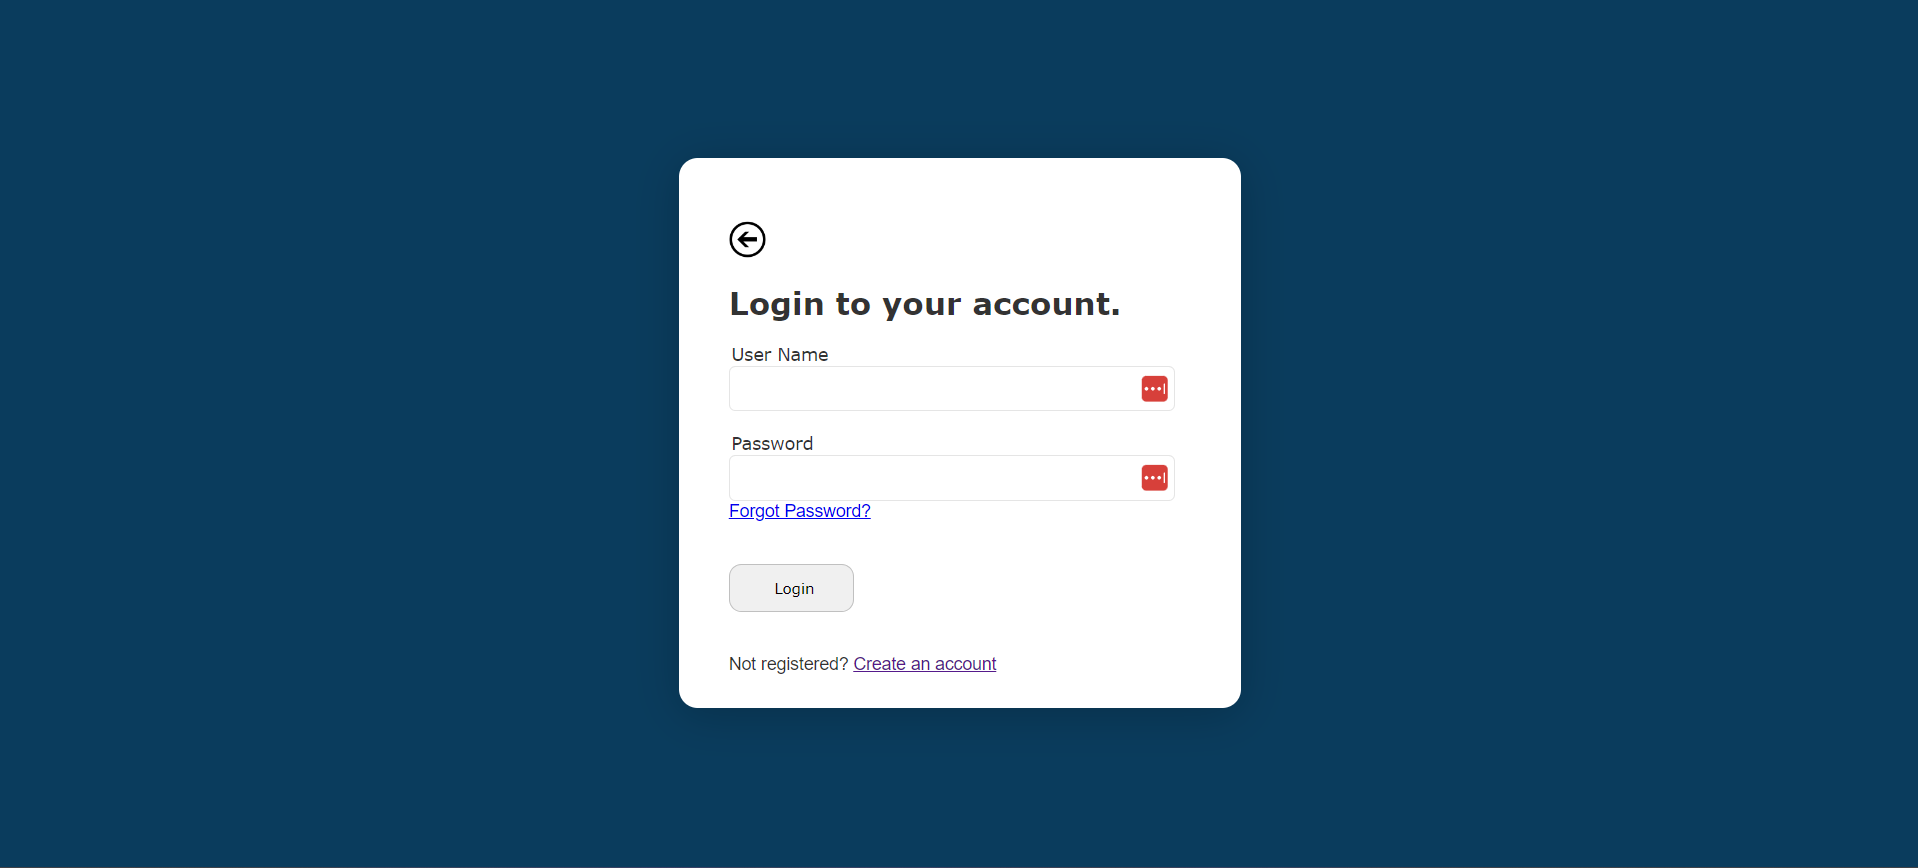 Login to your account.
User Name
Password
Forgot Password?
Login
Not registered? Create an account